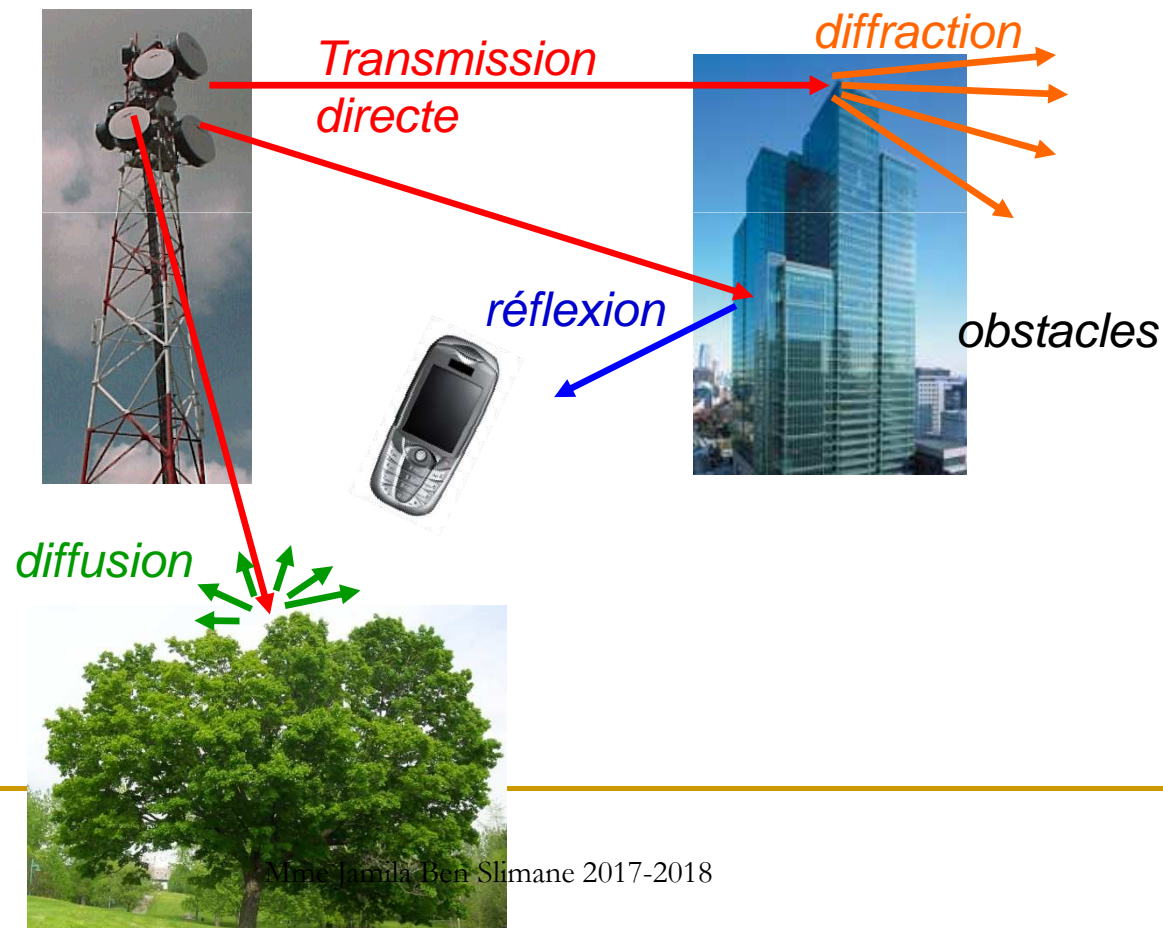 diffraction
Transmission
directe
réflexion
obstacles
diffusion
Mme Jamila Ben Slimane 2017-2018